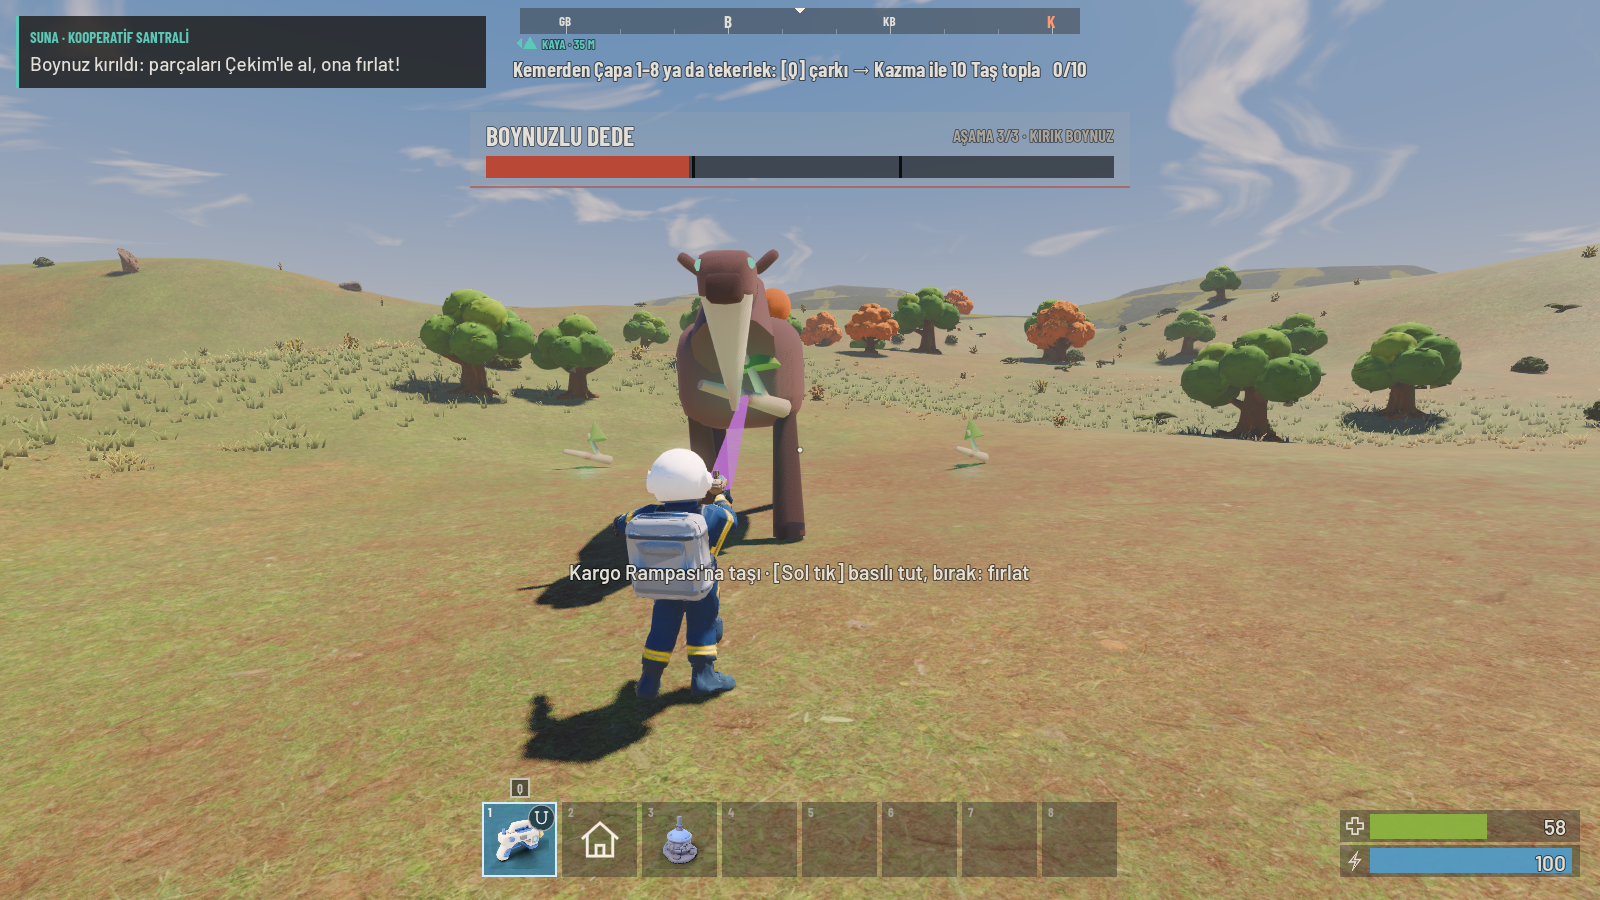 SUNA · KOOPERATİF SANTRALİ
Boynuz kırıldı: parçaları Çekim'le al, ona fırlat!
GB B KB K
KAYA · 35 M
Kemerden Çapa 1-8 ya da tekerlek: [Q] çarkı → Kazma ile 10 Taş topla 0/10
BOYNUZLU DEDE
AŞAMA 3/3 · KIRIK BOYNUZ
Kargo Rampası'na taşı · [Sol tık] basılı tut, bırak: fırlat
Q
1 U 2 3 4 5 6 7 8
58
100